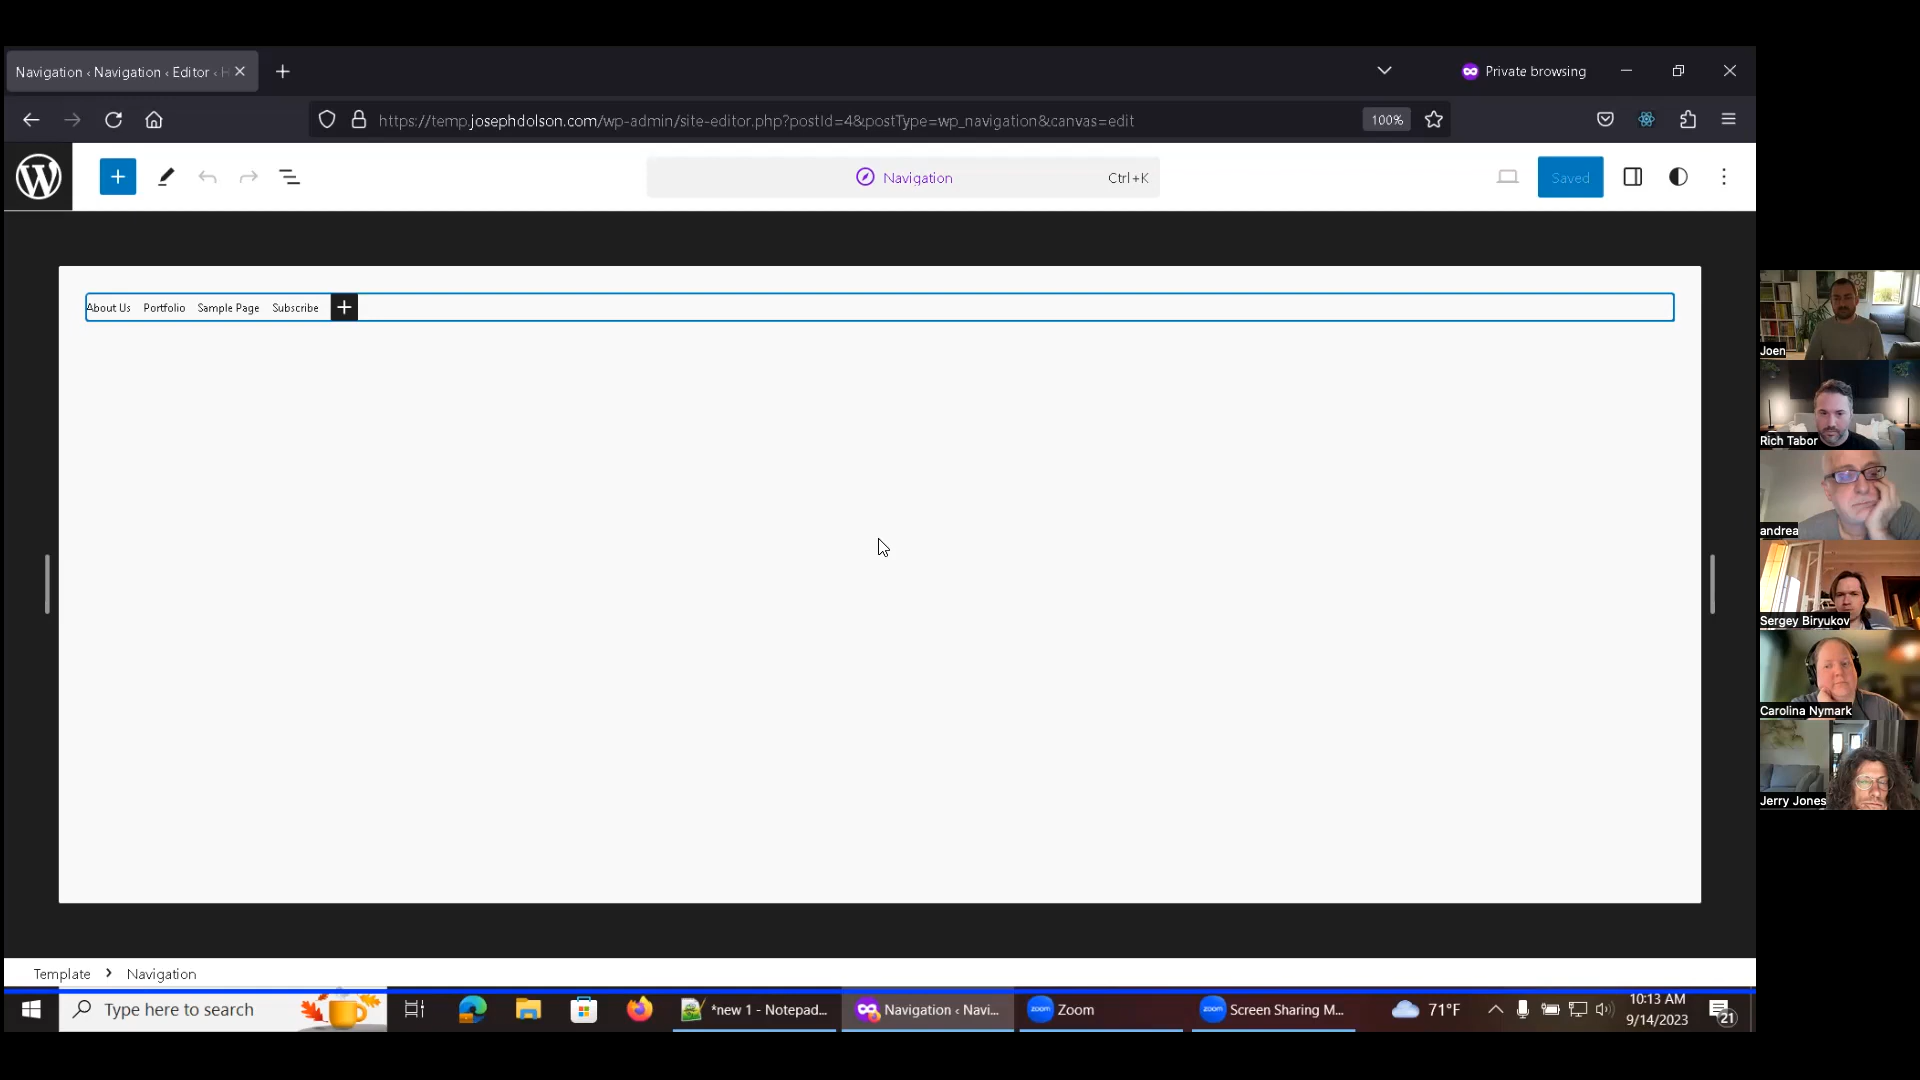 Navigation ‹ Navigation ‹ Editor ‹
Private browsing
https://temp.josephdolson.com/wp-admin/site-editor.php?postId=4&postType=wp_navigation&canvas=edit
100%
Navigation
Ctrl+K
Saved
About Us
Portfolio
Sample Page
Subscribe
Joen
Rich Tabor
andrea
Sergey Biryukov
Carolina Nymark
Jerry Jones
Template
Navigation
Type here to search
*new 1 - Notepad...
Navigation ‹ Navi...
zoom
Zoom
zoom
Screen Sharing M...
71°F
10:13 AM
9/14/2023
21